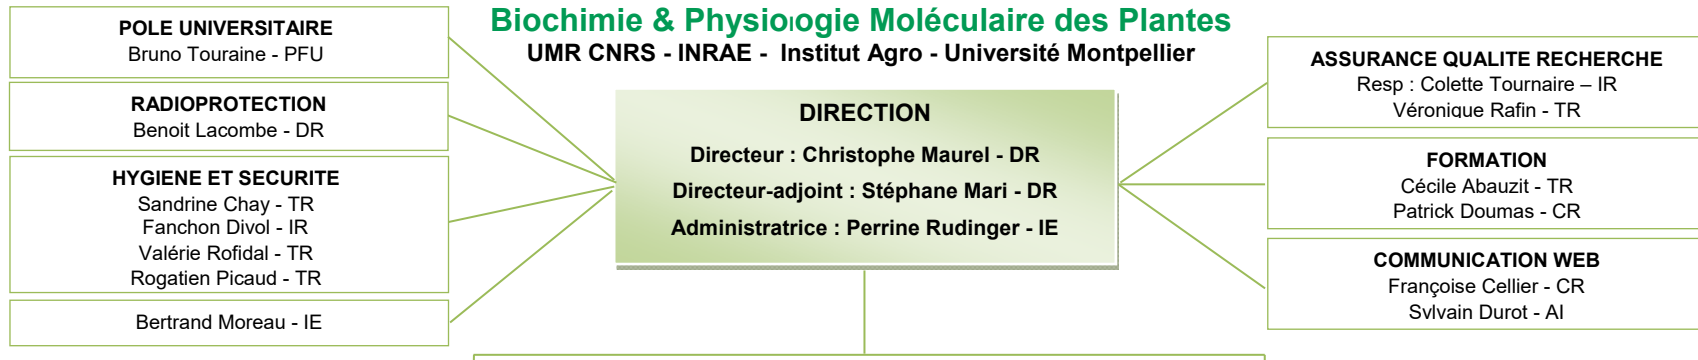 Biochimie & Physiologie Moléculaire des Plantes
UMR CNRS - INRAE - Institut Agro - Université Montpellier
POLE UNIVERSITAIRE
Bruno Touraine - PFU
RADIOPROTECTION
Benoit Lacombe - DR
HYGIENE ET SECURITE
Sandrine Chay - TR
Fanchon Divol - IR
Valérie Rofidal - TR
Rogatien Picaud - TR
Bertrand Moreau - IE
DIRECTION
Directeur : Christophe Maurel - DR
Directeur-adjoint : Stéphane Mari - DR
Administratrice : Perrine Rudinger - IE
ASSURANCE QUALITE RECHERCHE
Resp : Colette Tournaire – IR
Véronique Rafin - TR
FORMATION
Cécile Abauzit - TR
Patrick Doumas - CR
COMMUNICATION WEB
Françoise Cellier - CR
Sylvain Durot - AI